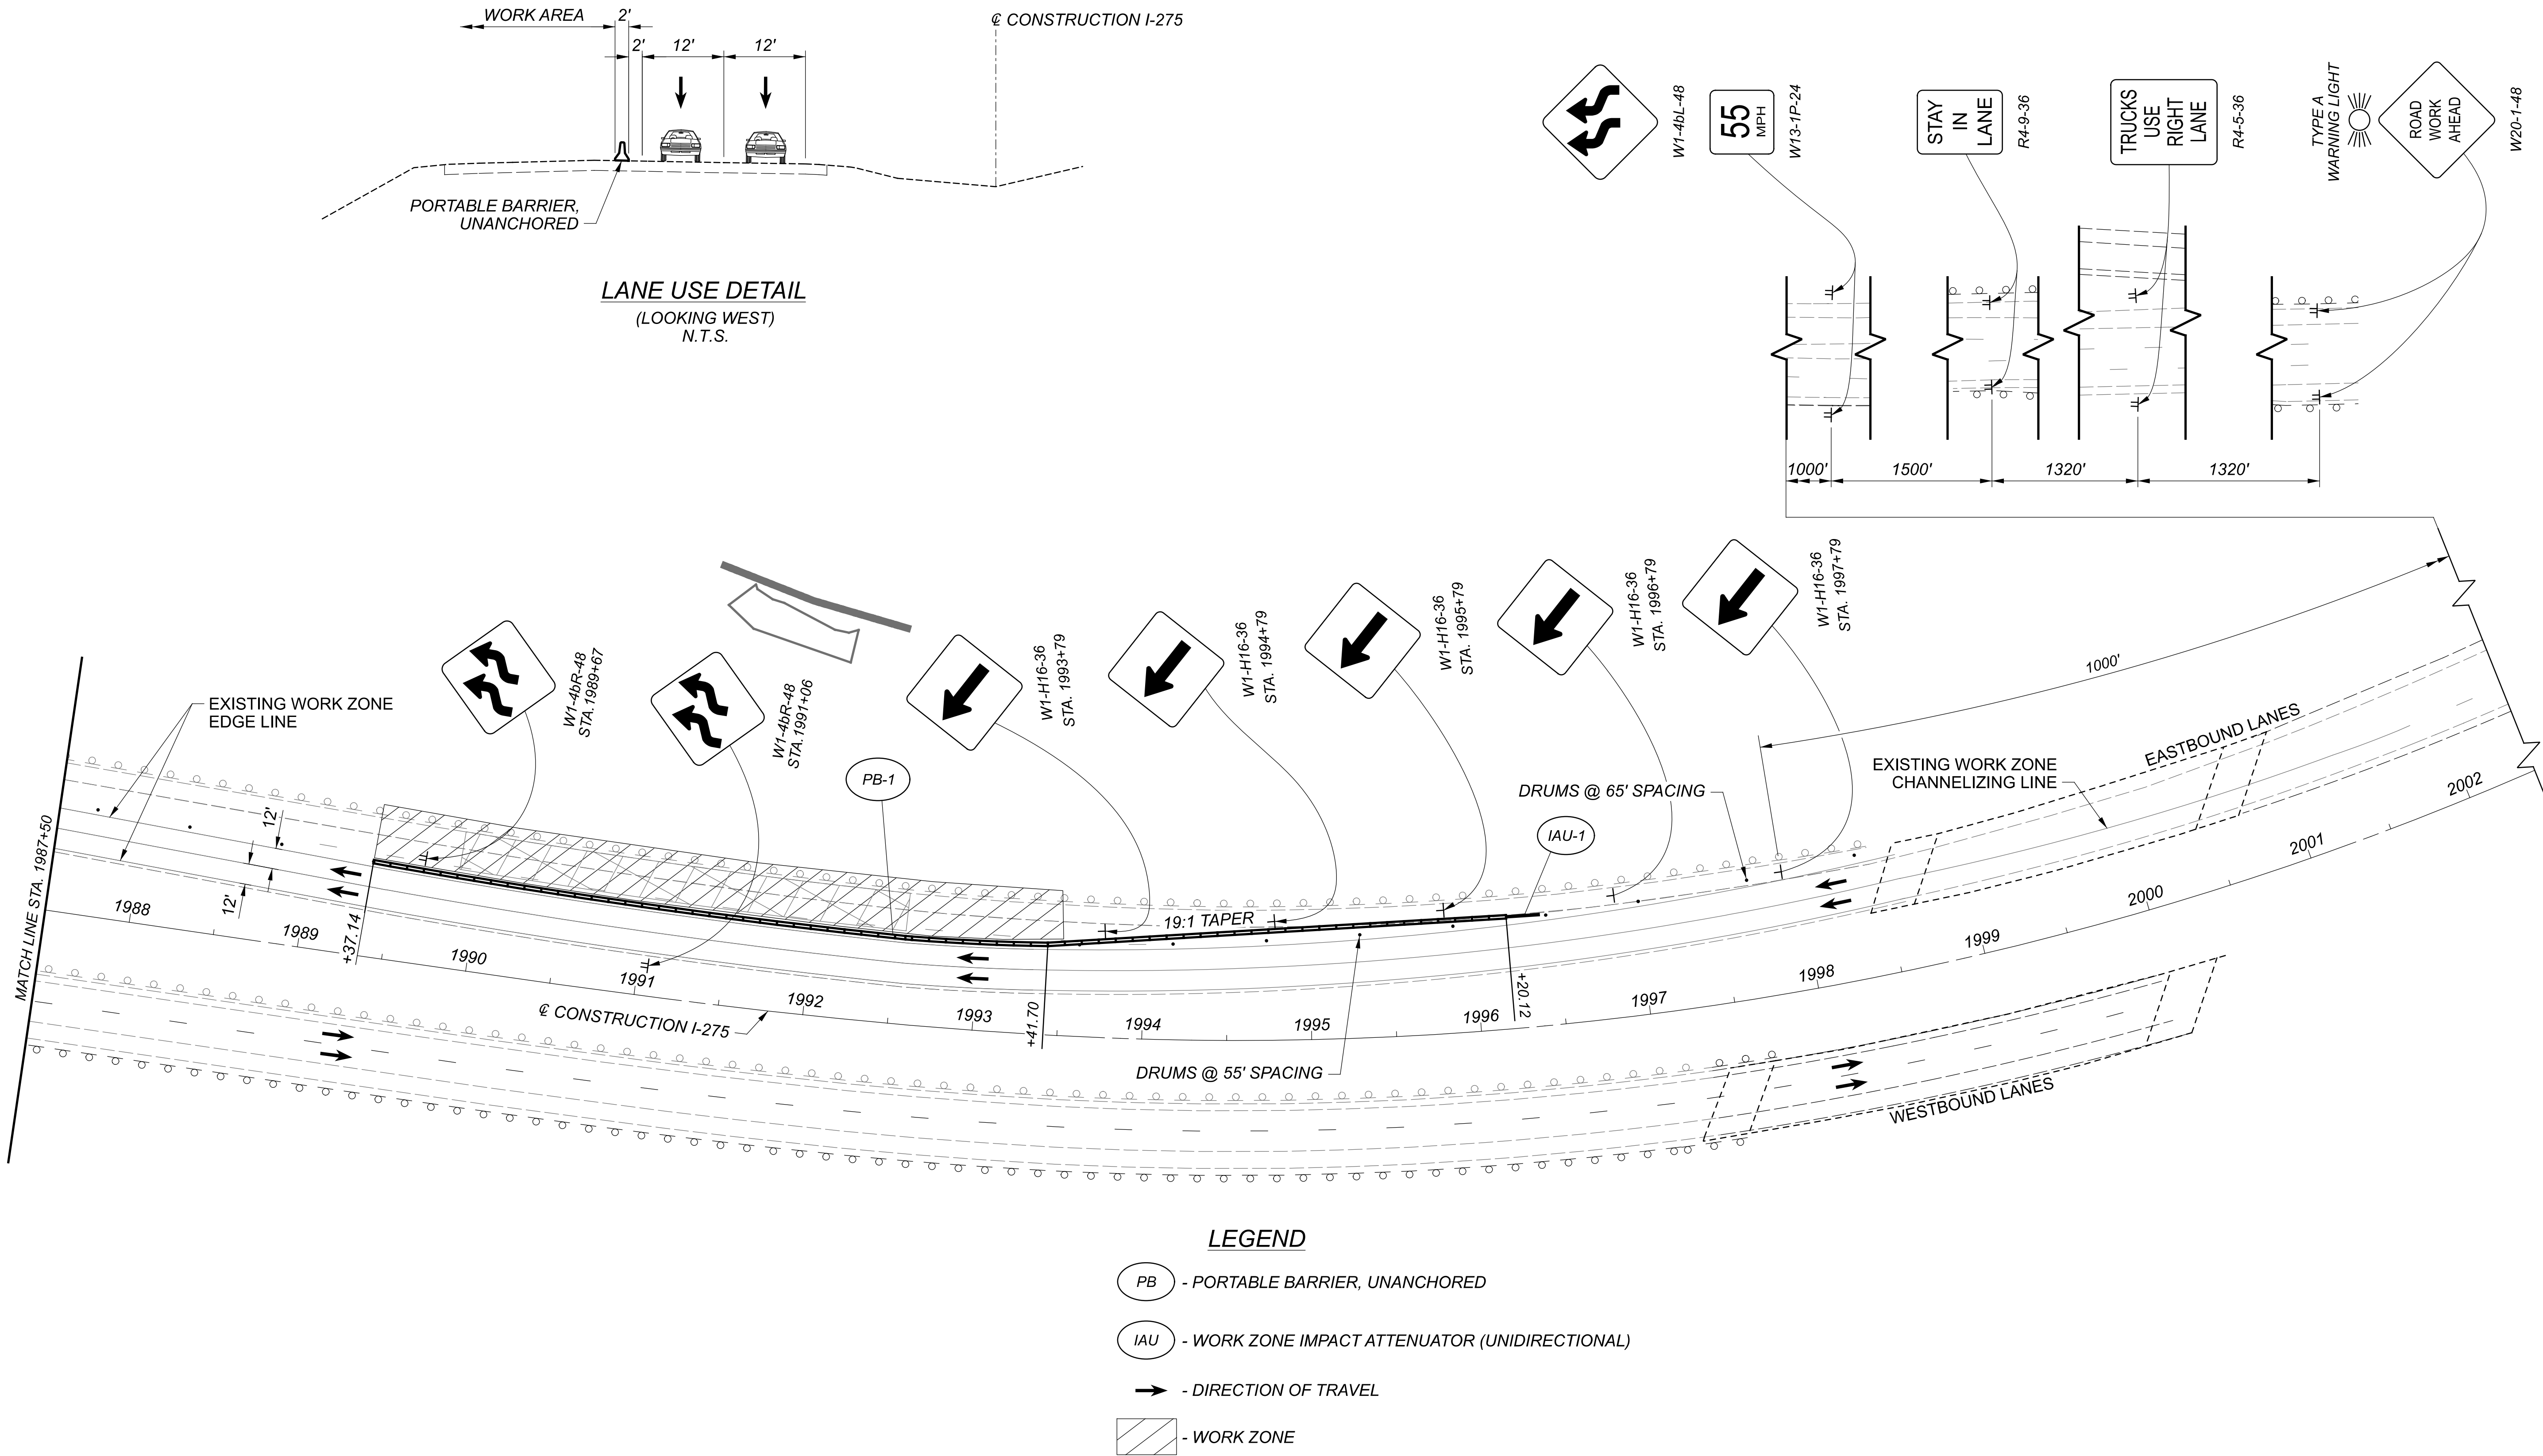 WORK AREA
2'
2'
12'
12'
℄ CONSTRUCTION I-275
PORTABLE BARRIER,
UNANCHORED
LANE USE DETAIL
(LOOKING WEST)
N.T.S.
W1-4bL-48
55
MPH
W13-1P-24
STAY
IN
LANE
R4-9-36
TRUCKS
USE
RIGHT
LANE
R4-5-36
TYPE A
WARNING LIGHT
ROAD
WORK
AHEAD
W20-1-48
1000'
1500'
1320'
1320'
W1-4bR-48
STA.1989+67
W1-4bR-48
STA.1991+06
W1-H16-36
STA. 1993+79
W1-H16-36
STA. 1994+79
W1-H16-36
STA. 1995+79
W1-H16-36
STA. 1996+79
W1-H16-36
STA. 1997+79
1000'
EXISTING WORK ZONE
EDGE LINE
PB-1
IAU-1
DRUMS @ 65' SPACING
EXISTING WORK ZONE
CHANNELIZING LINE
EASTBOUND LANES
MATCH LINE STA. 1987+50
12'
12'
19:1 TAPER
+37.14
+41.70
+20.12
1988
1989
1990
1991
1992
1993
1994
1995
1996
1997
1998
1999
2000
2001
2002
℄ CONSTRUCTION I-275
DRUMS @ 55' SPACING
WESTBOUND LANES
LEGEND
PB - PORTABLE BARRIER, UNANCHORED
IAU - WORK ZONE IMPACT ATTENUATOR (UNIDIRECTIONAL)
- DIRECTION OF TRAVEL
- WORK ZONE